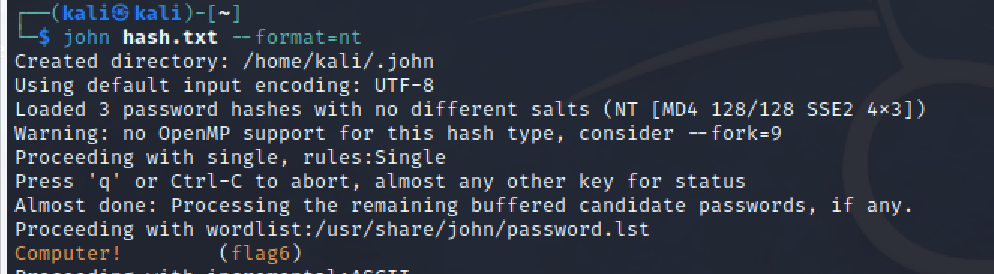 (kali㉿kali)-[~]
$ john hash.txt --format=nt
Created directory: /home/kali/.john
Using default input encoding: UTF-8
Loaded 3 password hashes with no different salts (NT [MD4 128/128 SSE2 4×3])
Warning: no OpenMP support for this hash type, consider --fork=9
Proceeding with single, rules:Single
Press 'q' or Ctrl-C to abort, almost any other key for status
Almost done: Processing the remaining buffered candidate passwords, if any.
Proceeding with wordlist:/usr/share/john/password.lst
Computer! (flag6)
Proceeding with incremental:ASCII